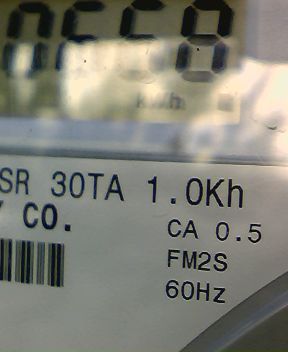 kWh
SR 30TA 1.0Kh
Y CO.
CA 0.5
FM2S
60Hz